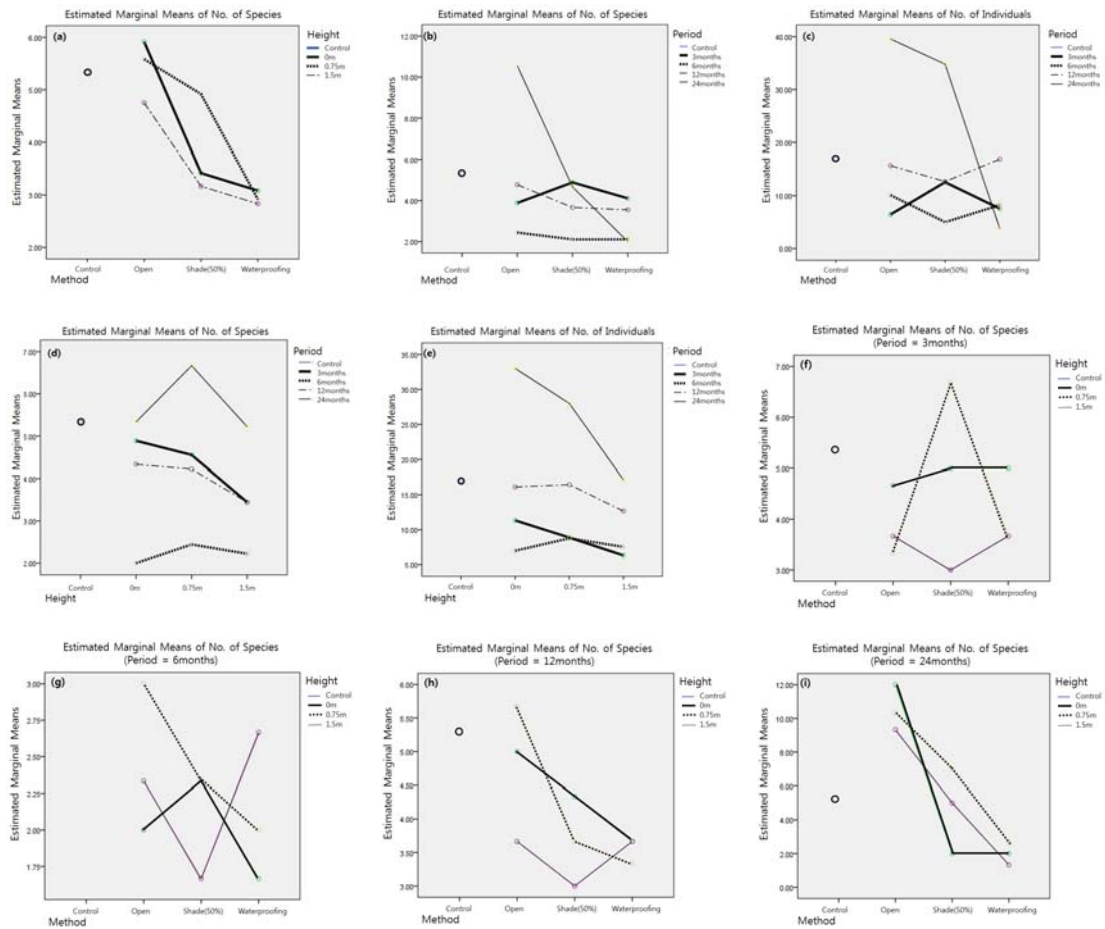 Estimated Marginal Means of No. of Species
(a)
Height
Control
0m
0.75m
1.5m
Estimated Marginal Means
6.00
5.00
4.00
3.00
2.00
Control Open Shade(50%) Waterproofing
Method
Estimated Marginal Means of No. of Species
(b)
Period
Control
3months
6months
12months
24months
Estimated Marginal Means
12.00
10.00
8.00
6.00
4.00
2.00
Control Open Shade(50%) Waterproofing
Method
Estimated Marginal Means of No. of Individuals
(c)
Period
Control
3months
6months
12months
24months
Estimated Marginal Means
40.00
30.00
20.00
10.00
0.00
Control Open Shade(50%) Waterproofing
Method
Estimated Marginal Means of No. of Species
(d)
Period
Control
3months
6months
12months
24months
Estimated Marginal Means
7.00
6.00
5.00
4.00
3.00
2.00
Control 0m 0.75m 1.5m
Height
Estimated Marginal Means of No. of Individuals
(e)
Period
Control
3months
6months
12months
24months
Estimated Marginal Means
35.00
30.00
25.00
20.00
15.00
10.00
5.00
Control 0m 0.75m 1.5m
Height
Estimated Marginal Means of No. of Species
(Period = 3months)
(f)
Height
Control
0m
0.75m
1.5m
Estimated Marginal Means
7.00
6.00
5.00
4.00
3.00
Control Open Shade(50%) Waterproofing
Method
Estimated Marginal Means of No. of Species
(Period = 6months)
(g)
Height
Control
0m
0.75m
1.5m
Estimated Marginal Means
3.00
2.75
2.50
2.25
2.00
1.75
Control Open Shade(50%) Waterproofing
Method
Estimated Marginal Means of No. of Species
(Period = 12months)
(h)
Height
Control
0m
0.75m
1.5m
Estimated Marginal Means
6.00
5.50
5.00
4.50
4.00
3.50
3.00
Control Open Shade(50%) Waterproofing
Method
Estimated Marginal Means of No. of Species
(Period = 24months)
(i)
Height
Control
0m
0.75m
1.5m
Estimated Marginal Means
12.00
10.00
8.00
6.00
4.00
2.00
0.00
Control Open Shade(50%) Waterproofing
Method